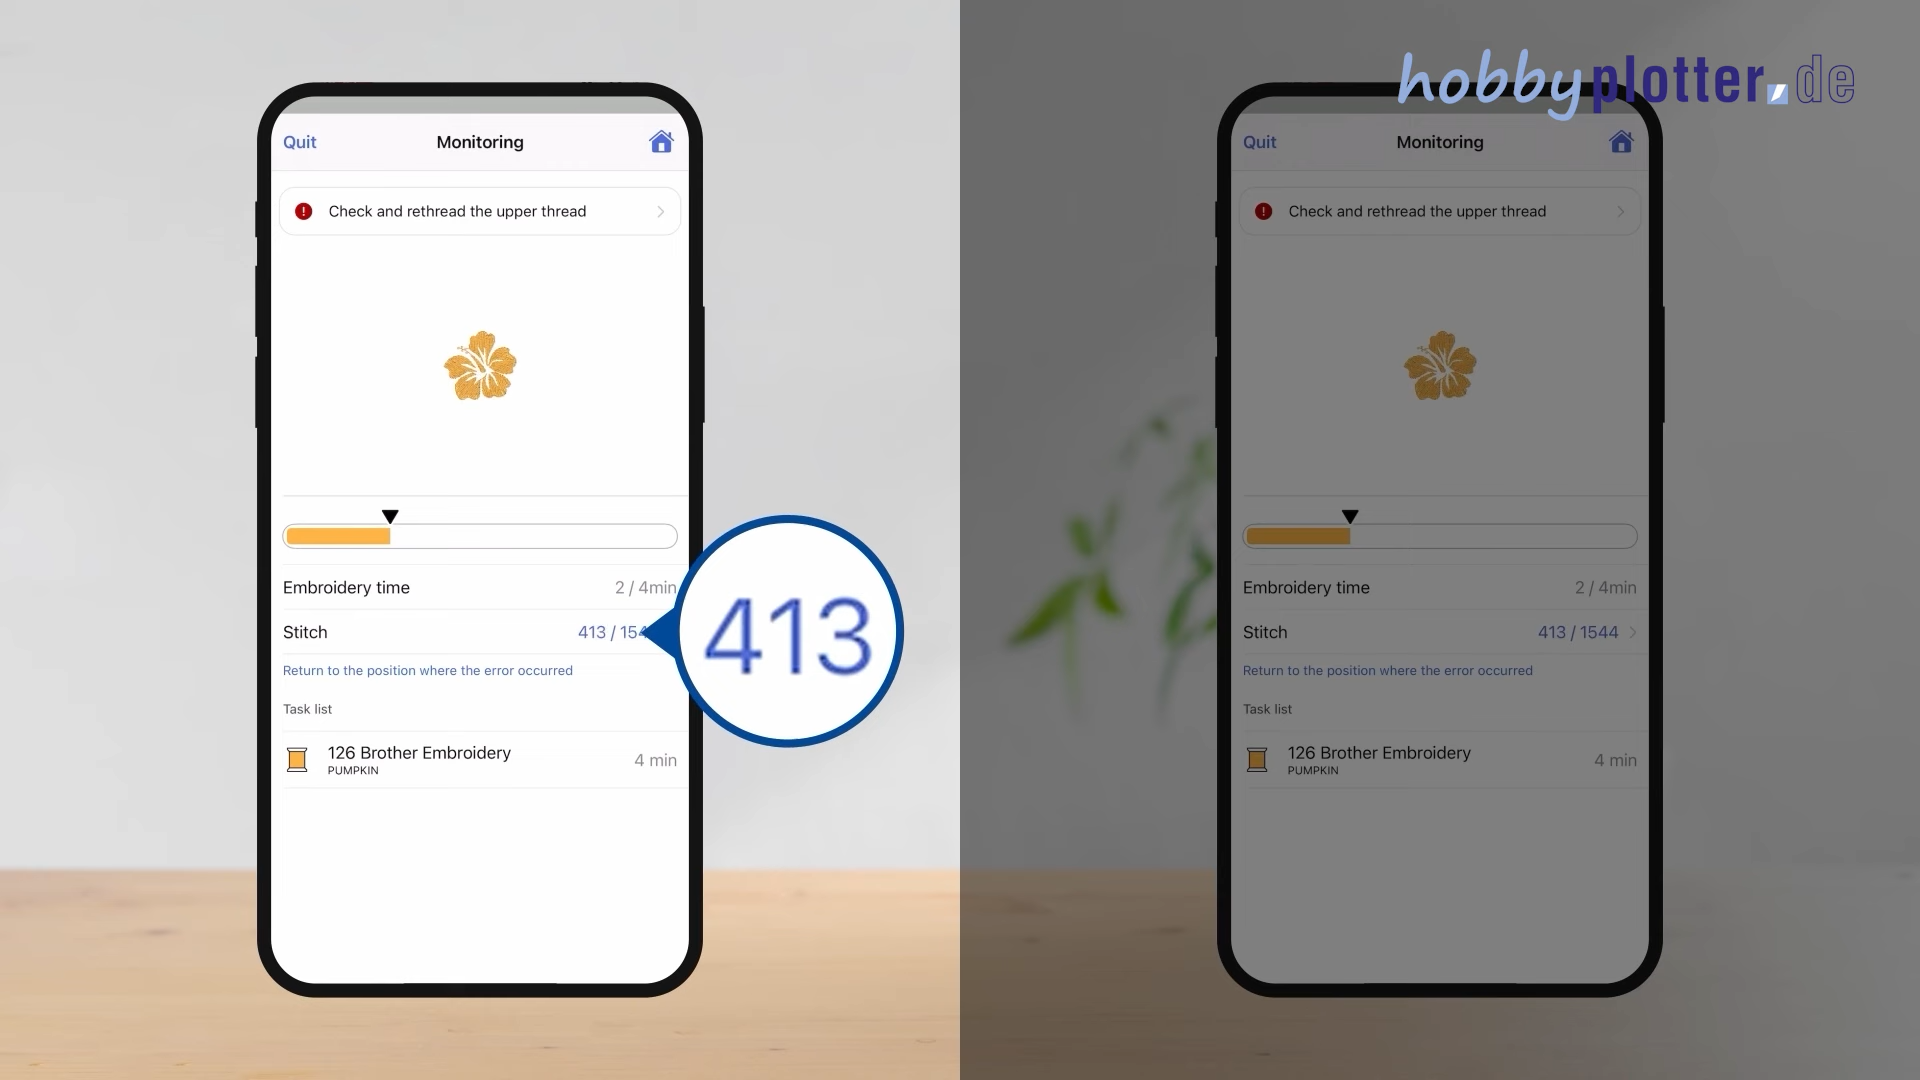 hobbyplotter.de
Quit Monitoring
Check and rethread the upper thread
Embroidery time 2 / 4min
Stitch 413 / 154
413
Return to the position where the error occurred
Task list
126 Brother Embroidery 4 min
PUMPKIN
Quit Monitoring
Check and rethread the upper thread
Embroidery time 2 / 4min
Stitch 413 / 1544
Return to the position where the error occurred
Task list
126 Brother Embroidery 4 min
PUMPKIN